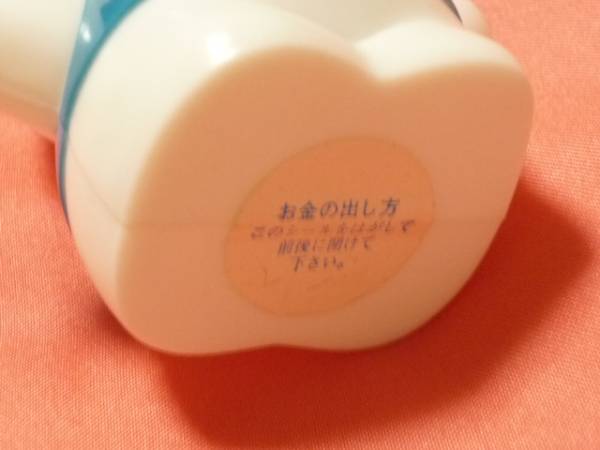 お金の出し方
このシールをはがして
前後に開けて
下さい。